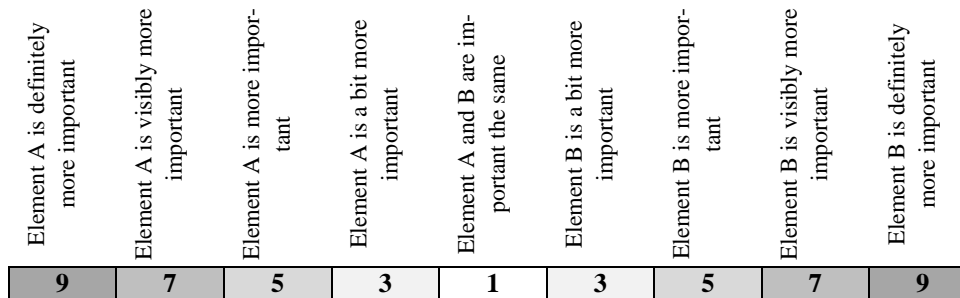 Element A is definitely
more important
Element A is visibly more
important
Element A is more impor-
tant
Element A is a bit more
important
Element A and B are im-
portant the same
Element B is a bit more
important
Element B is more impor-
tant
Element B is visibly more
important
Element B is definitely
more important
9 7 5 3 1 3 5 7 9